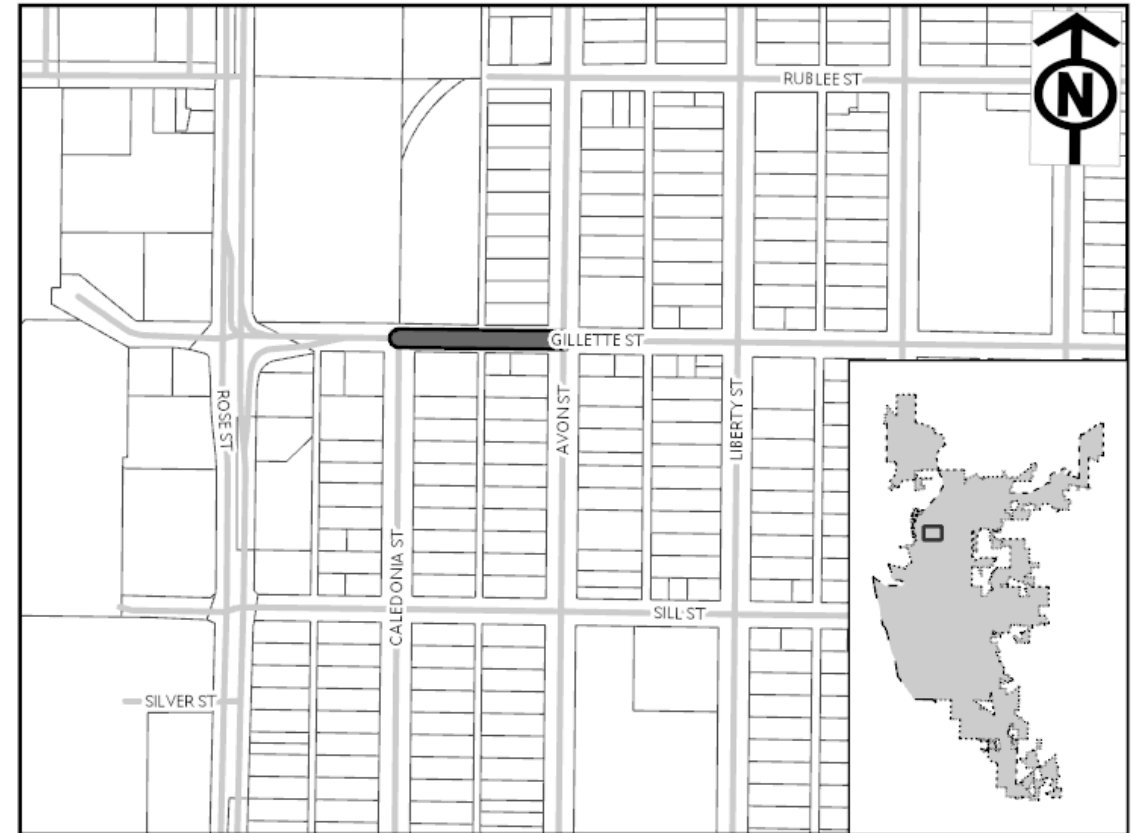 RUBLEE ST
N
GILLETTE ST
ROSE ST
AVON ST
LIBERTY ST
CALEDONIA ST
SILL ST
SILVER ST